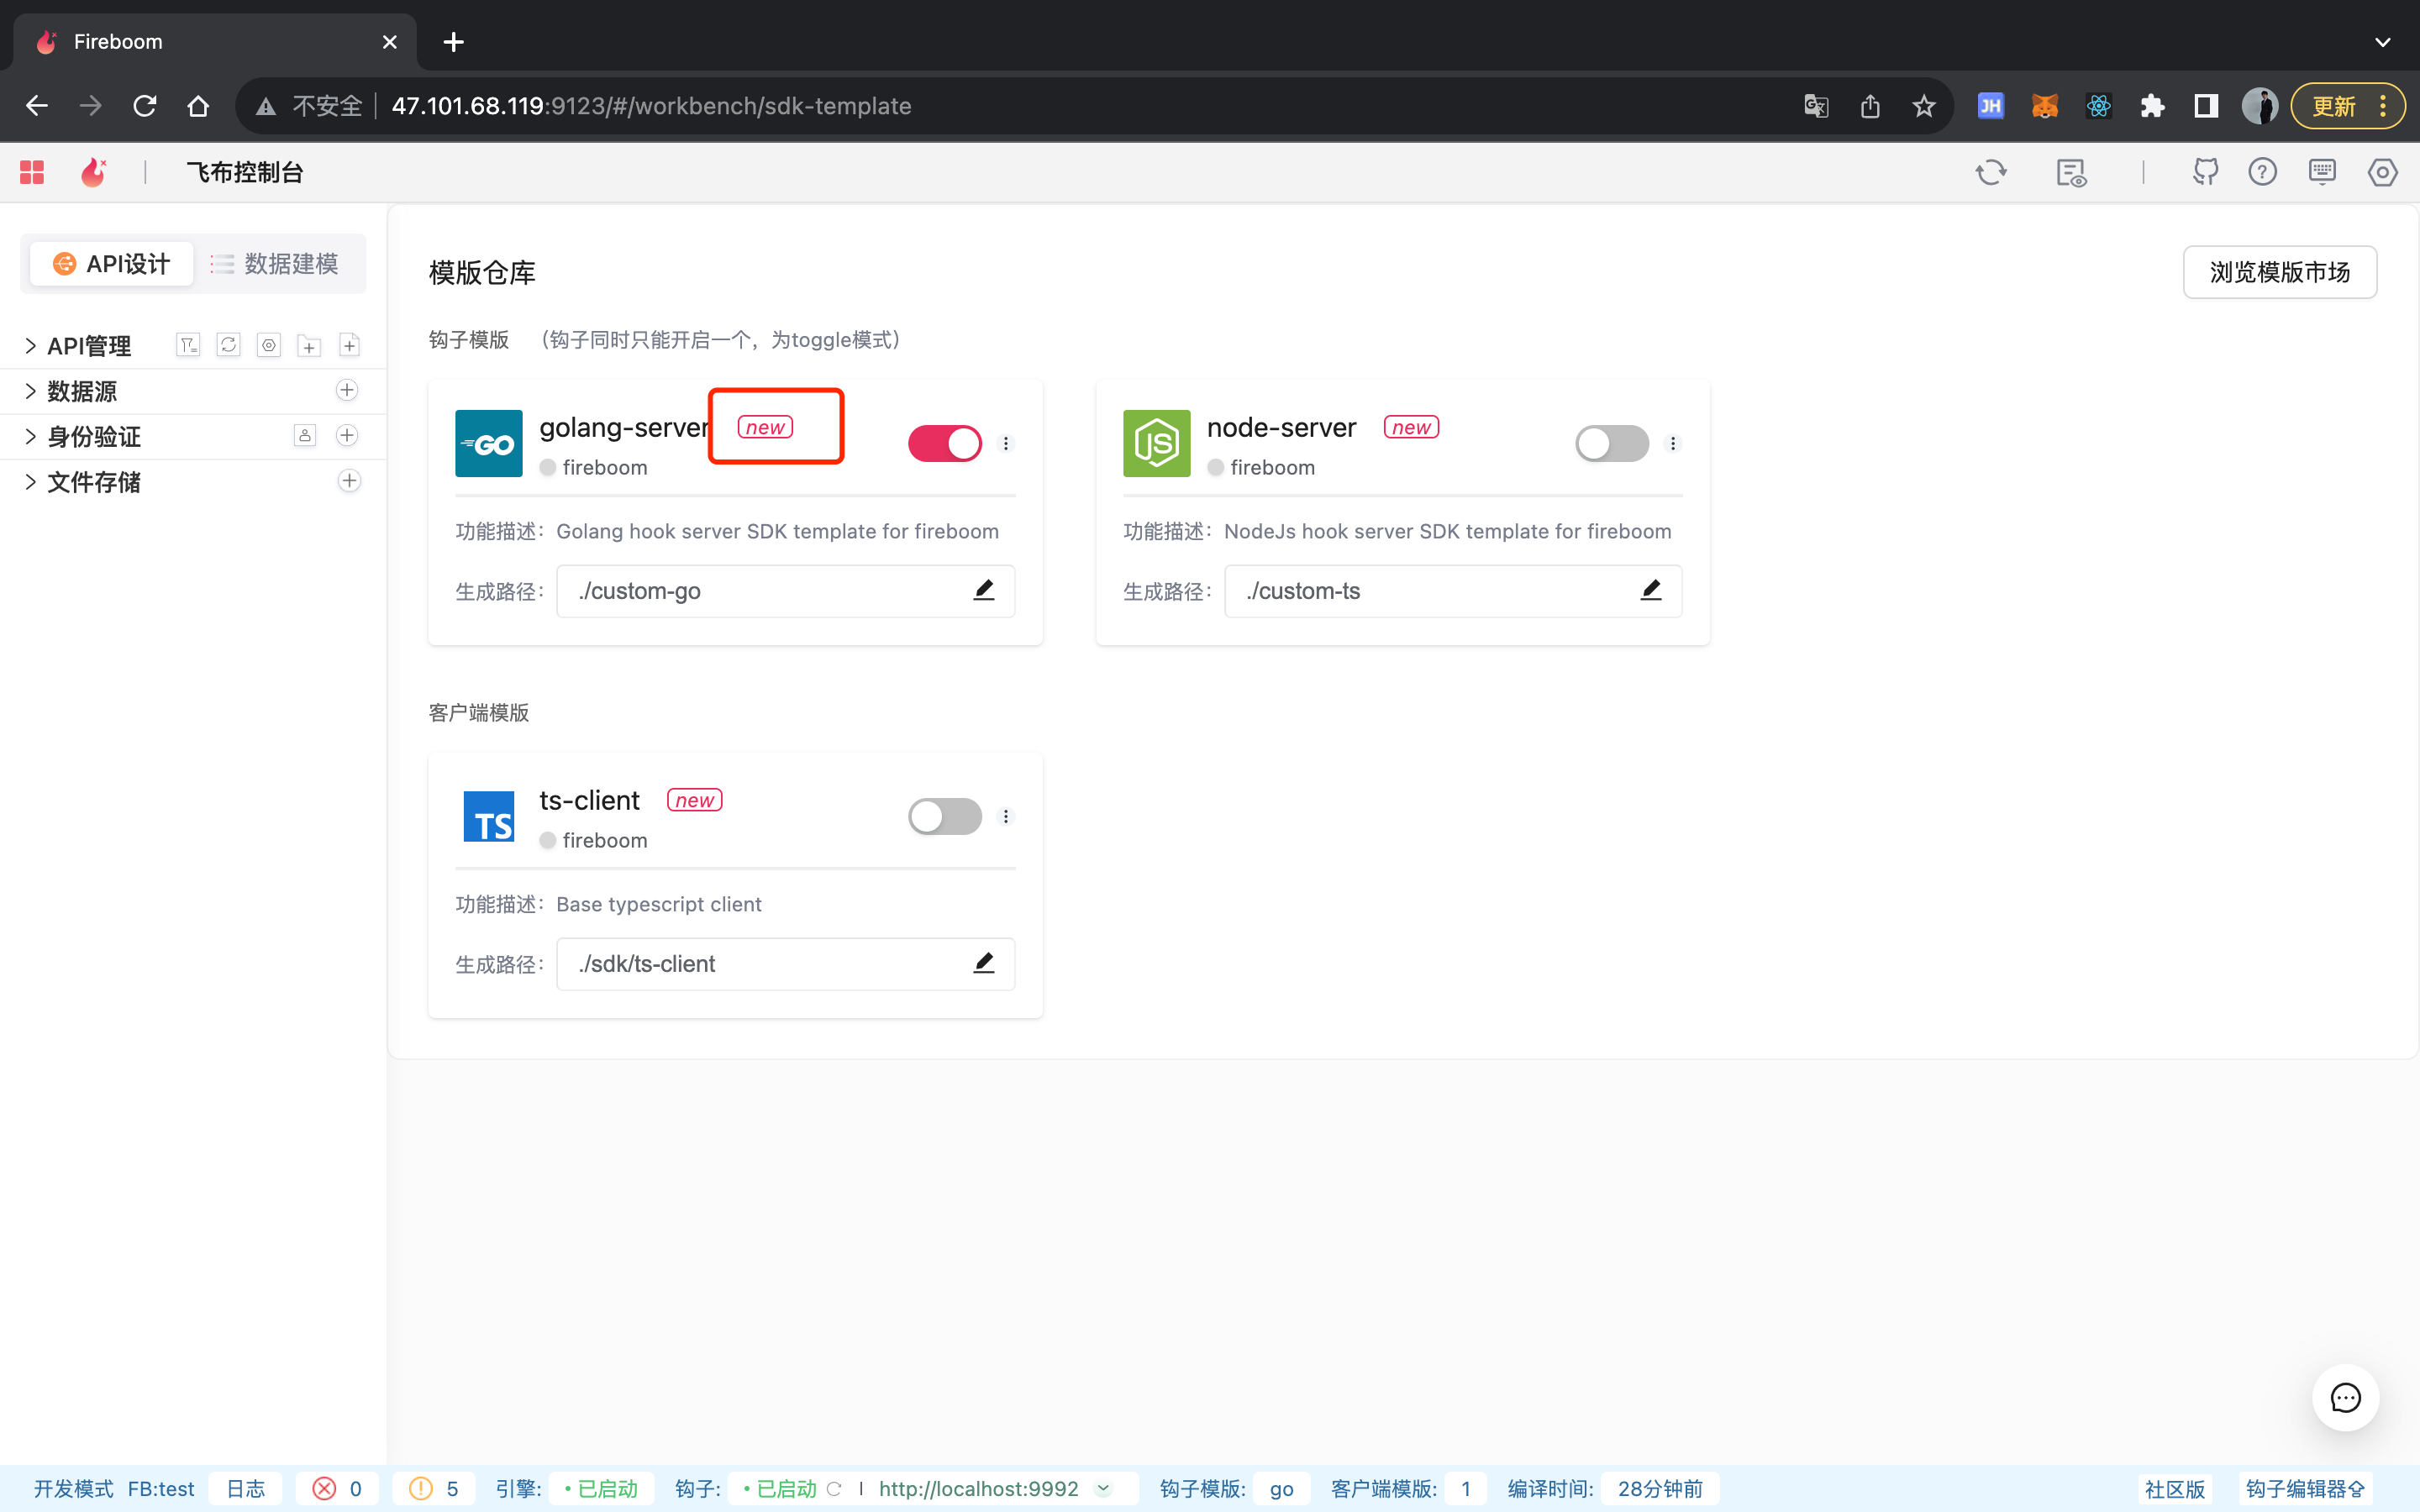 Fireboom
不安全 47.101.68.119:9123/#/workbench/sdk-template
JH
更新
飞布控制台
API设计 数据建模
API管理
数据源
身份验证
文件存储
模版仓库
浏览模版市场
钩子模版 (钩子同时只能开启一个，为toggle模式)
GO
golang-server new
fireboom
功能描述：Golang hook server SDK template for fireboom
生成路径：./custom-go
JS
node-server new
fireboom
功能描述：NodeJs hook server SDK template for fireboom
生成路径：./custom-ts
客户端模版
TS
ts-client new
fireboom
功能描述：Base typescript client
生成路径：./sdk/ts-client
开发模式 FB:test 日志 0 5 引擎: 已启动 钩子: 已启动 http://localhost:9992 钩子模版: go 客户端模版: 1 编译时间: 28分钟前 社区版 钩子编辑器